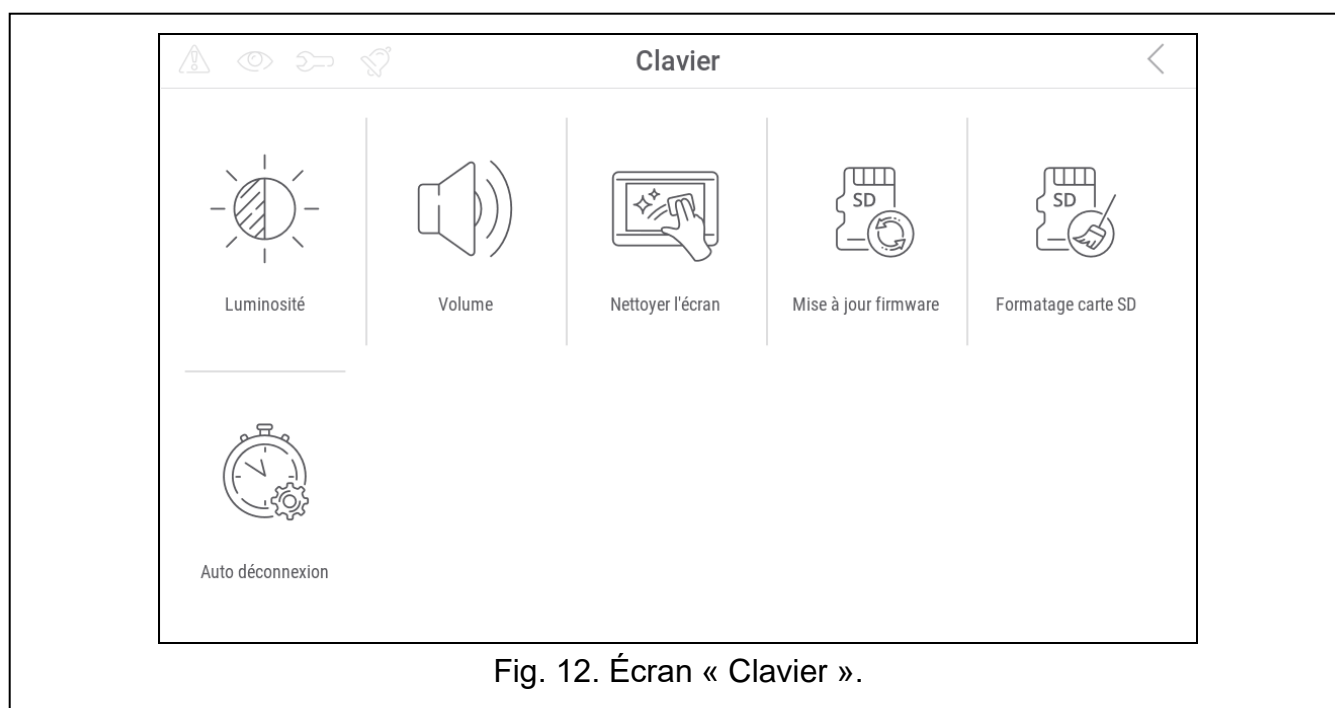 Clavier
SD SD
Luminosité Volume Nettoyer l'écran Mise à jour firmware Formatage carte SD
Auto déconnexion
Fig. 12. Écran « Clavier ».